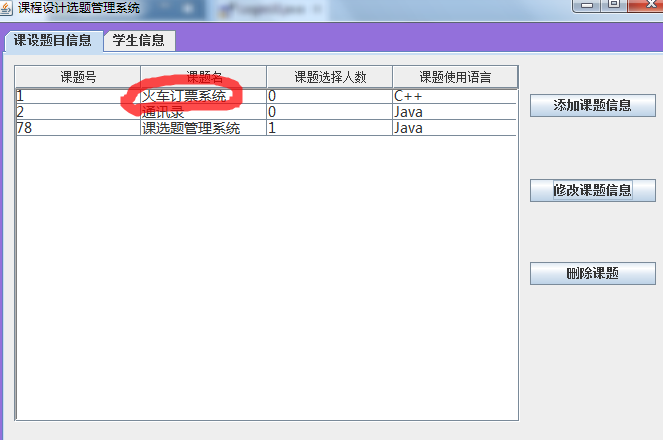 课程设计选题管理系统
课设题目信息 学生信息
课题号 课题名 课题选择人数 课题使用语言
1 火车订票系统 0 C++
2 通讯录 0 Java
78 课选题管理系统 1 Java
添加课题信息
修改课题信息
删除课题